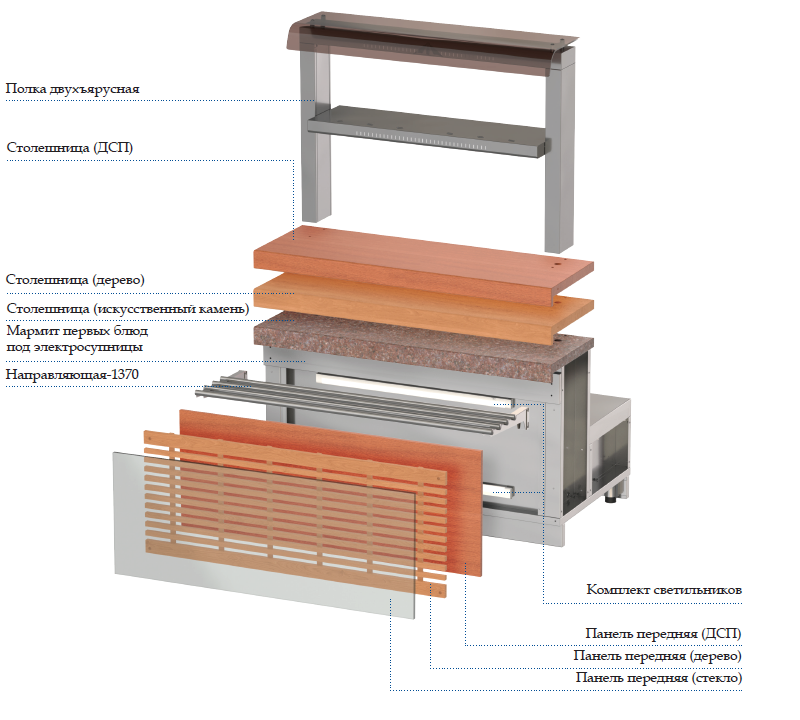 Полка двухъярусная
Столешница (ДСП)
Столешница (дерево)
Столешница (искусственный камень)
Мармит первых блюд
под электросупницы
Направляющая-1370
Комплект светильников
Панель передняя (ДСП)
Панель передняя (дерево)
Панель передняя (стекло)